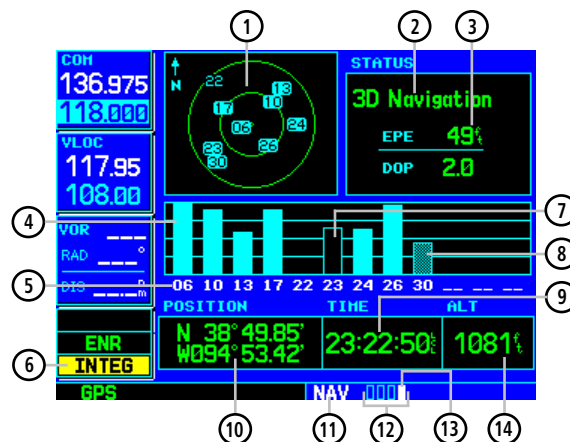 1 2 3
COM
136.975
118.000
VLOC
117.95
108.00
VOR _ _ _
RAD _ _ _°
DIS _ _._ nm
ENR
INTEG
N
22 13
17 10
06 24
23 26
30
STATUS
3D Navigation
EPE 49ft
DOP 2.0
4 7
8
5 06 10 13 17 22 23 24 26 30 _ _ _ _ _ _
9
POSITION TIME ALT
N 38°49.85'
W094°53.42'
23:22:50
1081ft
6
GPS NAV
10 11 12 13 14